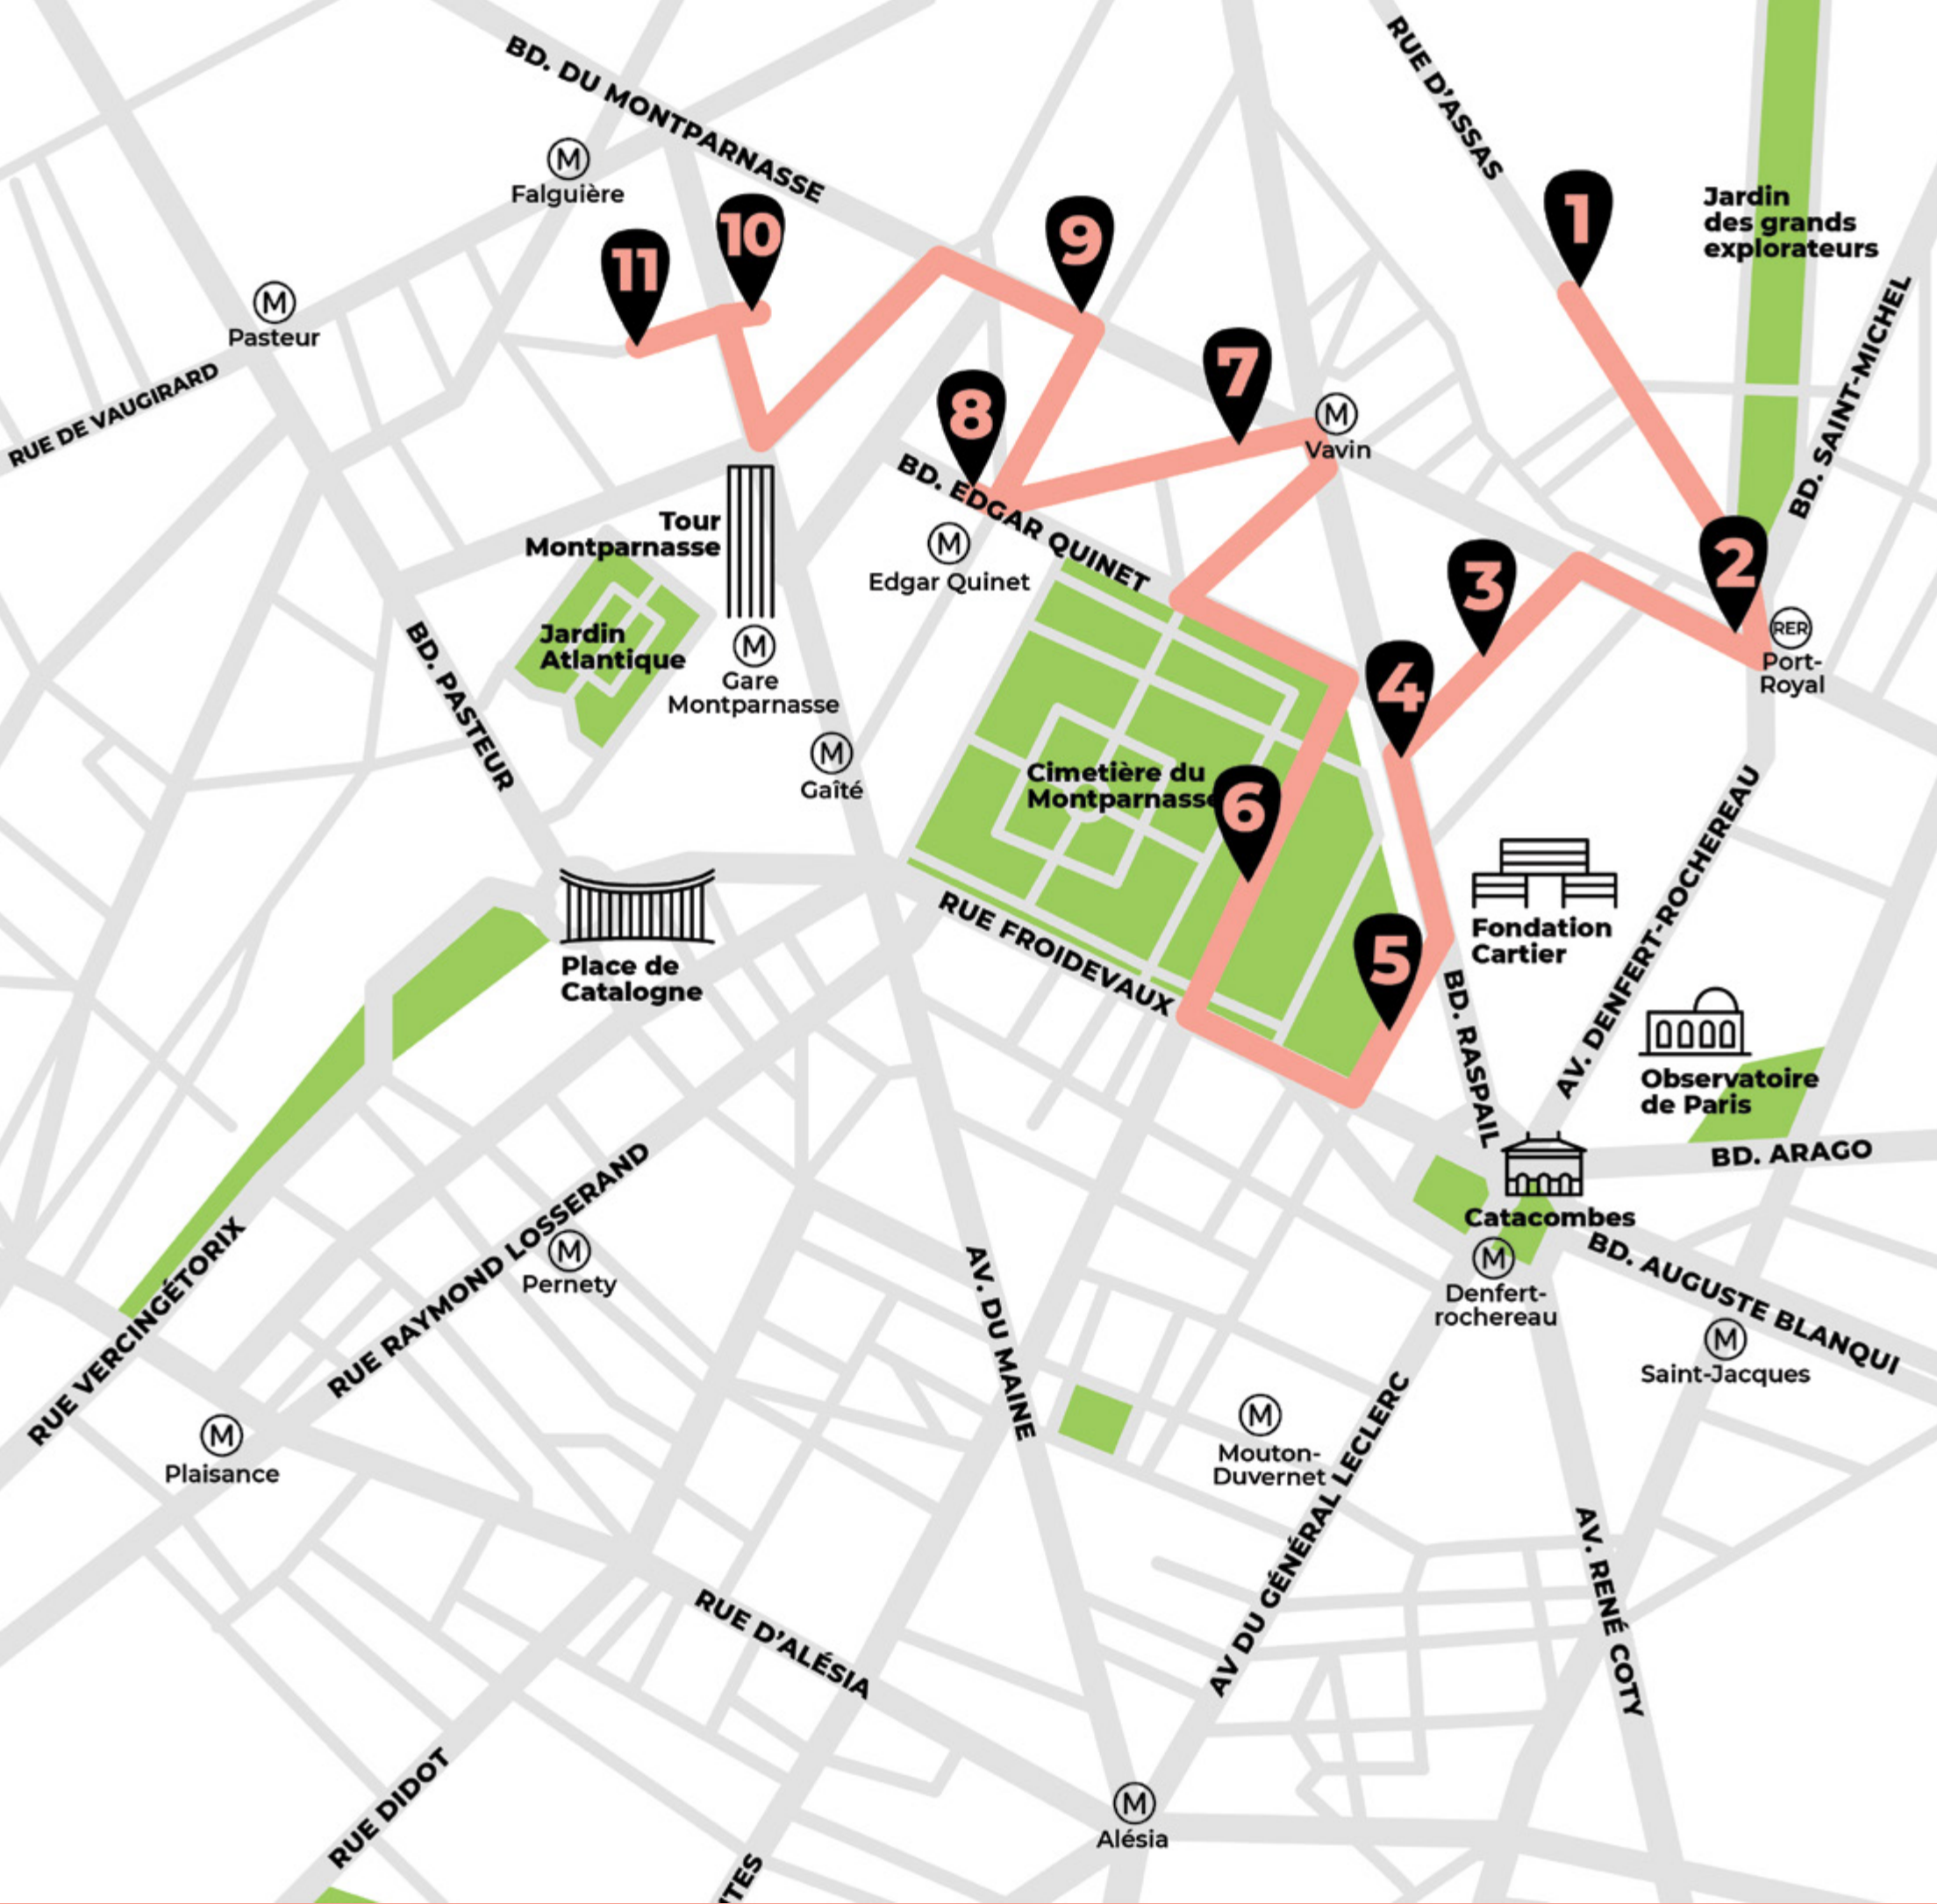 BD. DU MONTPARNASSE
RUE D'ASSAS
M
Falguière
1
Jardin
des grands
explorateurs
10
9
11
M
Pasteur
RUE DE VAUGIRARD
BD. SAINT-MICHEL
7
8
M
Vavin
BD. EDGAR QUINET
M
Edgar Quinet
Tour
Montparnasse
2
3
RER
Port-
Royal
Jardin
Atlantique
M
Gare
Montparnasse
4
BD. PASTEUR
M
Gaîté
Cimetière du
Montparnasse
6
AV. DENFERT-ROCHEREAU
Fondation
Cartier
5
RUE FROIDEVAUX
Place de
Catalogne
BD. RASPAIL
Observatoire
de Paris
BD. ARAGO
Catacombes
M
Denfert-
rochereau
BD. AUGUSTE BLANQUI
M
Saint-Jacques
RUE VERCINGÉTORIX
RUE RAYMOND LOSSERAND
M
Pernety
AV. DU MAINE
M
Plaisance
M
Mouton-
Duvernet
AV DU GÉNÉRAL LECLERC
AV. RENÉ COTY
RUE D'ALÉSIA
RUE DIDOT
M
Alésia